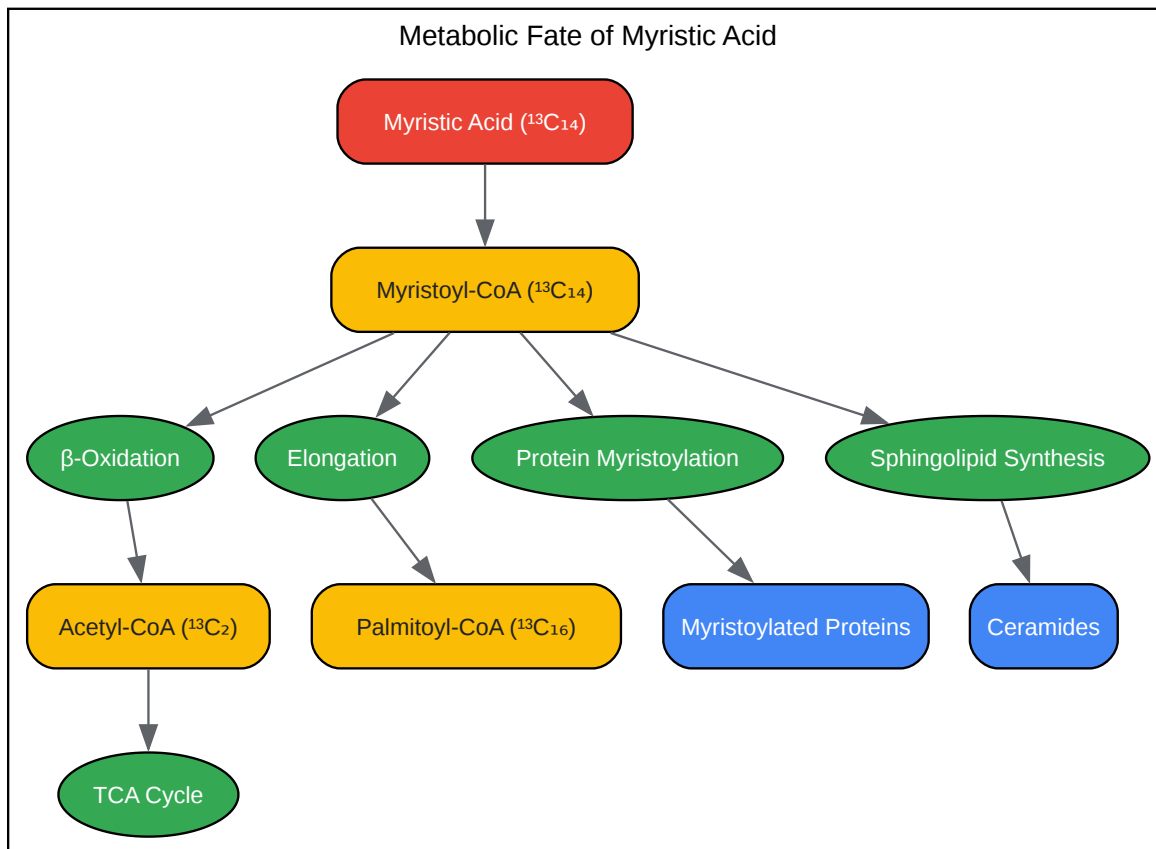 Metabolic Fate of Myristic Acid
Myristic Acid (¹³C₁₄)
Myristoyl-CoA (¹³C₁₄)
β-Oxidation
Elongation
Protein Myristoylation
Sphingolipid Synthesis
Acetyl-CoA (¹³C₂)
Palmitoyl-CoA (¹³C₁₆)
Myristoylated Proteins
Ceramides
TCA Cycle